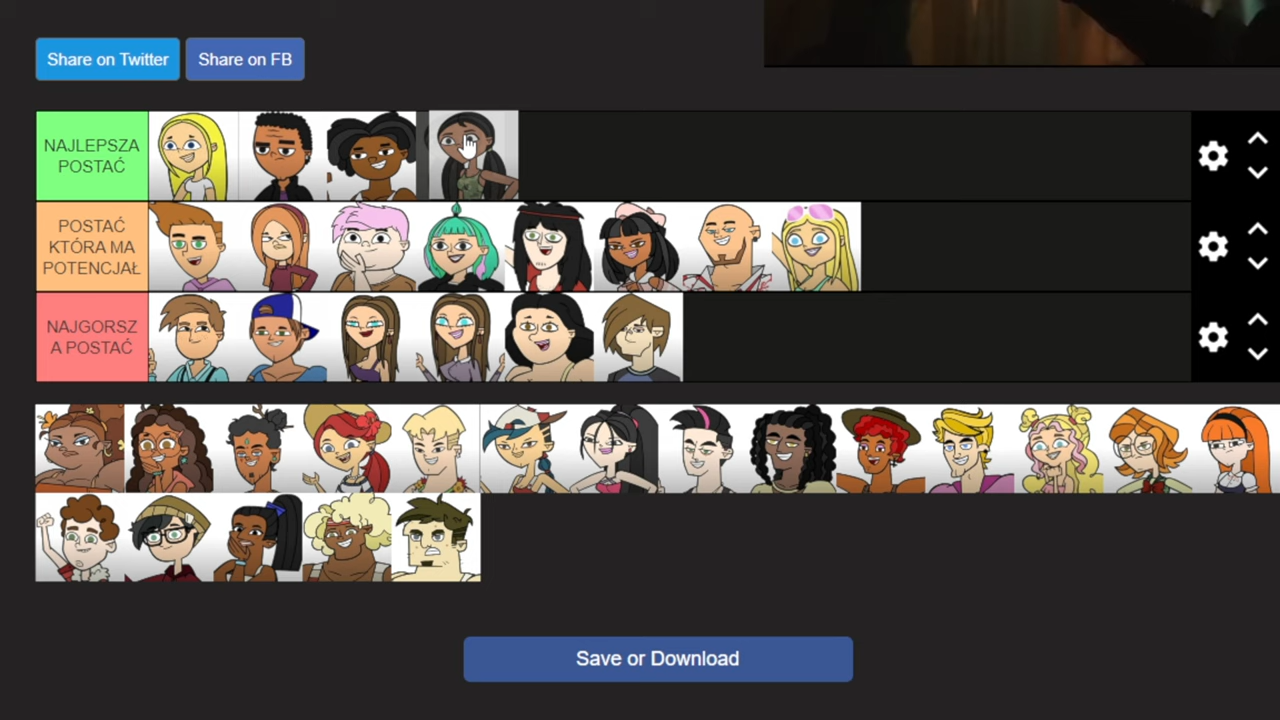 Share on Twitter
Share on FB
NAJLEPSZA
POSTAĆ
POSTAĆ
KTÓRA MA
POTENCJAŁ
NAJGORSZ
A POSTAĆ
Save or Download